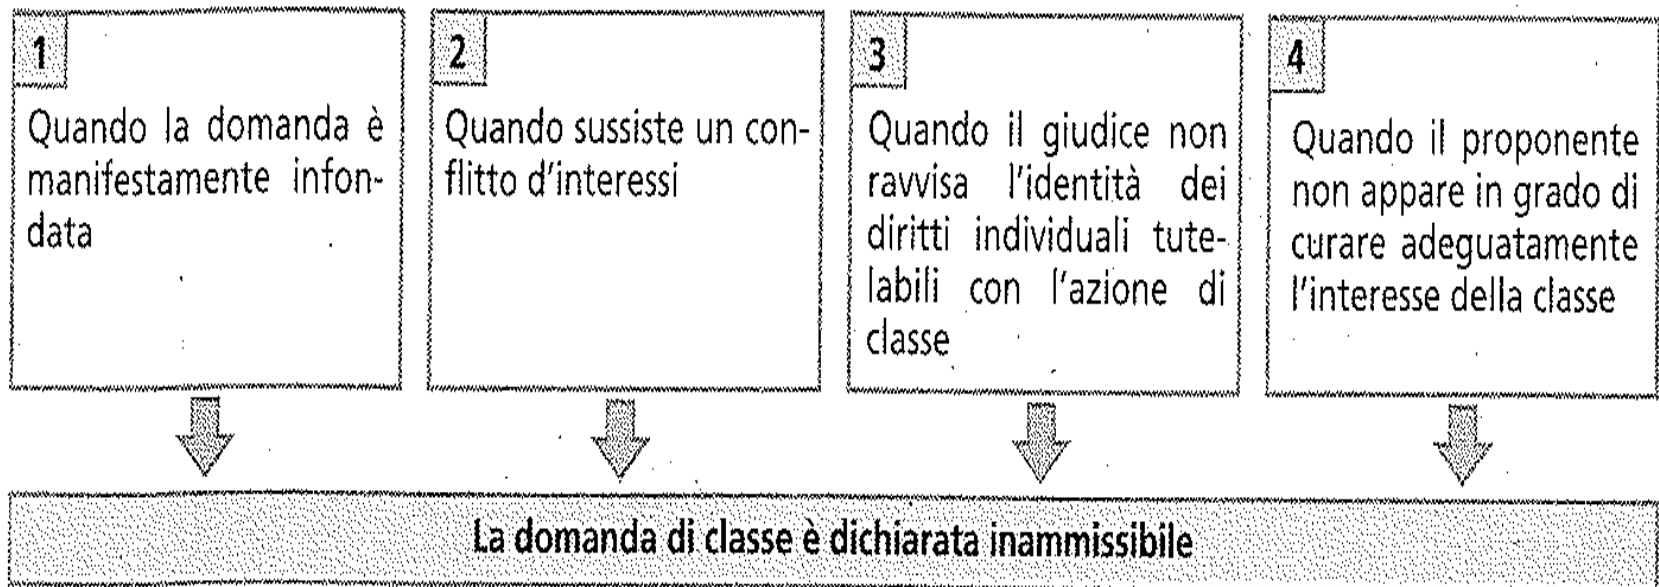 1
Quando la domanda è
manifestamente infon-
data
2
Quando sussiste un con-
flitto d'interessi
3
Quando il giudice non
ravvisa l'identità dei
diritti individuali tute-
labili con l'azione di
classe
4
Quando il proponente
non appare in grado di
curare adeguatamente
l'interesse della classe
La domanda di classe è dichiarata inammissibile